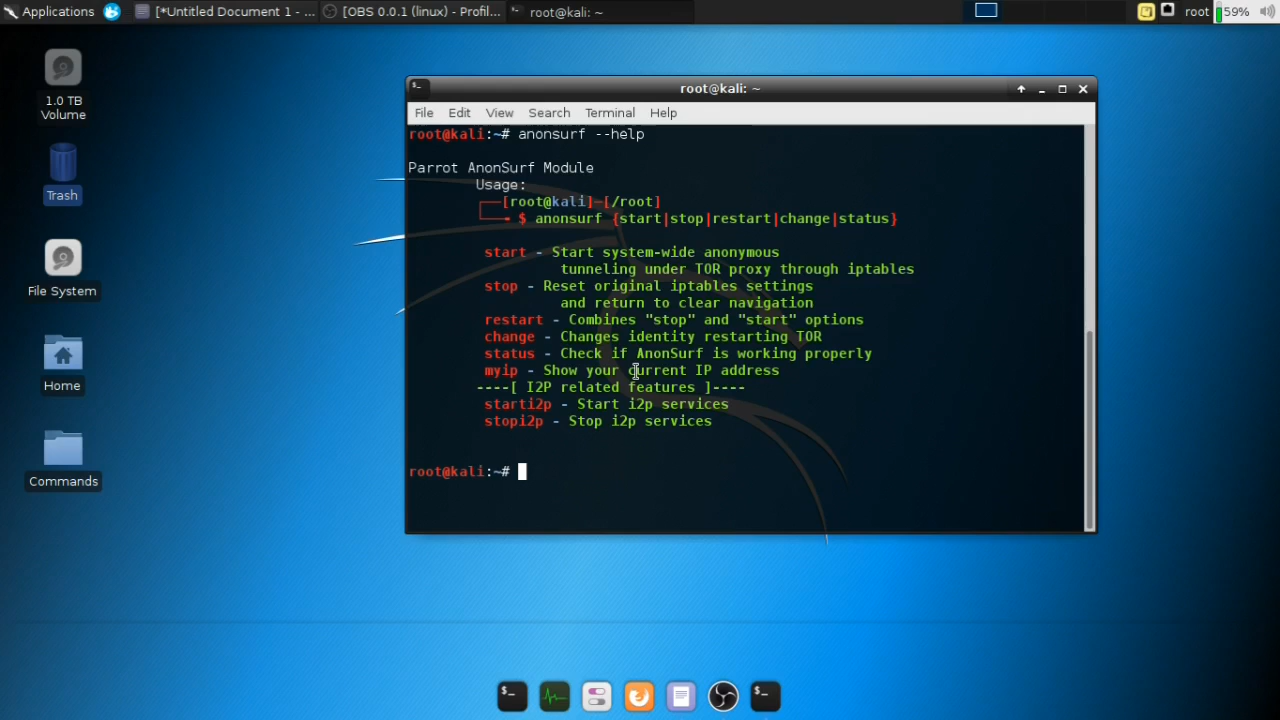 Applications [*Untitled Document 1 - ... [OBS 0.0.1 (linux) - Profil... root@kali: ~ root 59%
1.0 TB
Volume
Trash
File System
Home
Commands
root@kali: ~
File Edit View Search Terminal Help
root@kali:~# anonsurf --help
Parrot AnonSurf Module
Usage:
┌──[root@kali]─[/root]
└──╼ $ anonsurf {start|stop|restart|change|status}
start - Start system-wide anonymous
tunneling under TOR proxy through iptables
stop - Reset original iptables settings
and return to clear navigation
restart - Combines "stop" and "start" options
change - Changes identity restarting TOR
status - Check if AnonSurf is working properly
myip - Show your current IP address
----[ I2P related features ]----
starti2p - Start i2p services
stopi2p - Stop i2p services
root@kali:~#